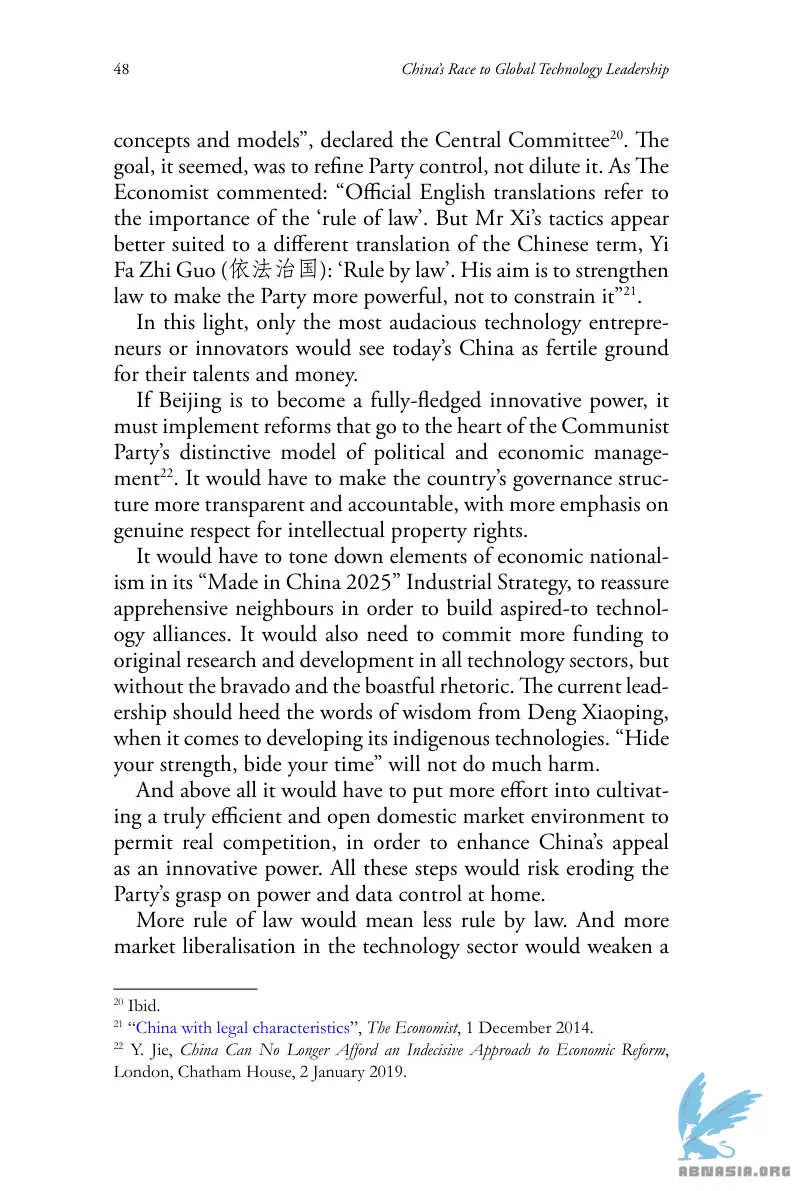 48
China’s Race to Global Technology Leadership
concepts and models”, declared the Central Committee20. The
goal, it seemed, was to refine Party control, not dilute it. As The
Economist commented: “Official English translations refer to
the importance of the ‘rule of law’. But Mr Xi’s tactics appear
better suited to a different translation of the Chinese term, Yi
Fa Zhi Guo (依法治国): ‘Rule by law’. His aim is to strengthen
law to make the Party more powerful, not to constrain it”21.
In this light, only the most audacious technology entrepre-
neurs or innovators would see today’s China as fertile ground
for their talents and money.
If Beijing is to become a fully-fledged innovative power, it
must implement reforms that go to the heart of the Communist
Party’s distinctive model of political and economic manage-
ment22. It would have to make the country’s governance struc-
ture more transparent and accountable, with more emphasis on
genuine respect for intellectual property rights.
It would have to tone down elements of economic national-
ism in its “Made in China 2025” Industrial Strategy, to reassure
apprehensive neighbours in order to build aspired-to technol-
ogy alliances. It would also need to commit more funding to
original research and development in all technology sectors, but
without the bravado and the boastful rhetoric. The current lead-
ership should heed the words of wisdom from Deng Xiaoping,
when it comes to developing its indigenous technologies. “Hide
your strength, bide your time” will not do much harm.
And above all it would have to put more effort into cultivat-
ing a truly efficient and open domestic market environment to
permit real competition, in order to enhance China’s appeal
as an innovative power. All these steps would risk eroding the
Party’s grasp on power and data control at home.
More rule of law would mean less rule by law. And more
market liberalisation in the technology sector would weaken a
20 Ibid.
21 “China with legal characteristics”, The Economist, 1 December 2014.
22 Y. Jie, China Can No Longer Afford an Indecisive Approach to Economic Reform,
London, Chatham House, 2 January 2019.
ABNASIA.ORG